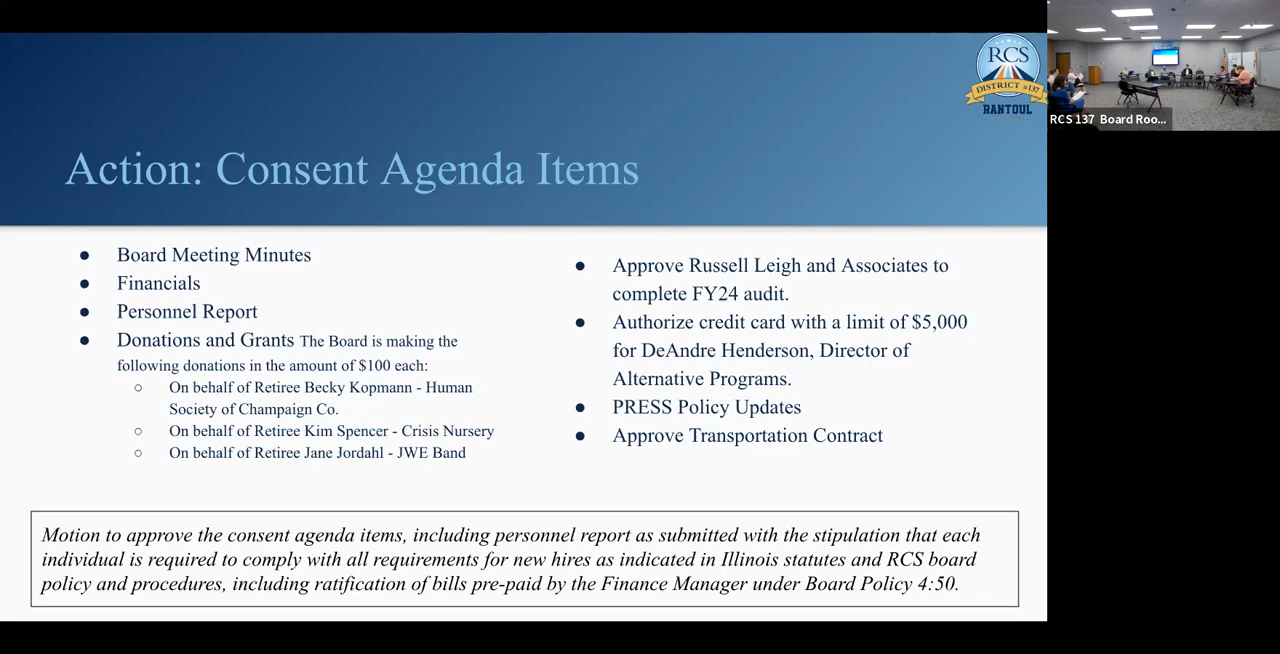 RCS
DISTRICT #137
RANTOUL
RCS 137 Board Roo...
Action: Consent Agenda Items
● Board Meeting Minutes
● Financials
● Personnel Report
● Donations and Grants The Board is making the
following donations in the amount of $100 each:
○ On behalf of Retiree Becky Kopmann - Human
Society of Champaign Co.
○ On behalf of Retiree Kim Spencer - Crisis Nursery
○ On behalf of Retiree Jane Jordahl - JWE Band
● Approve Russell Leigh and Associates to
complete FY24 audit.
● Authorize credit card with a limit of $5,000
for DeAndre Henderson, Director of
Alternative Programs.
● PRESS Policy Updates
● Approve Transportation Contract
Motion to approve the consent agenda items, including personnel report as submitted with the stipulation that each
individual is required to comply with all requirements for new hires as indicated in Illinois statutes and RCS board
policy and procedures, including ratification of bills pre-paid by the Finance Manager under Board Policy 4:50.